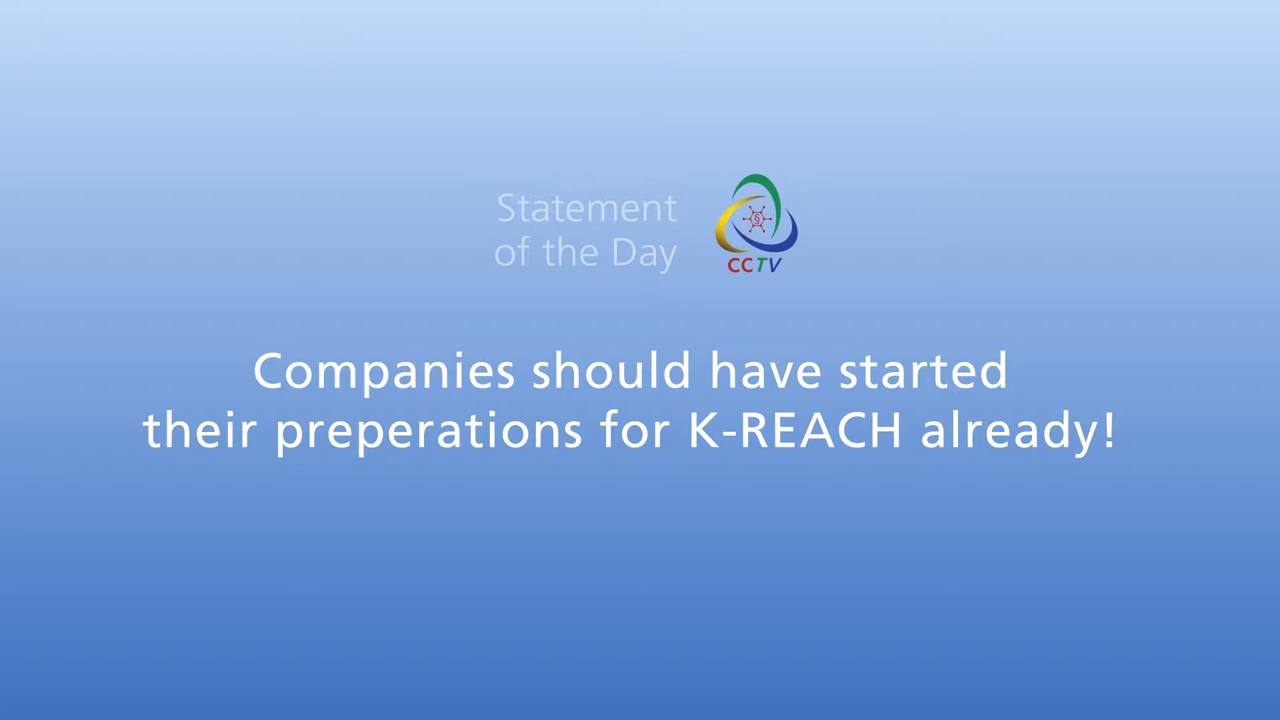 Statement
of the Day
§
CCTV
Companies should have started
their preperations for K-REACH already!